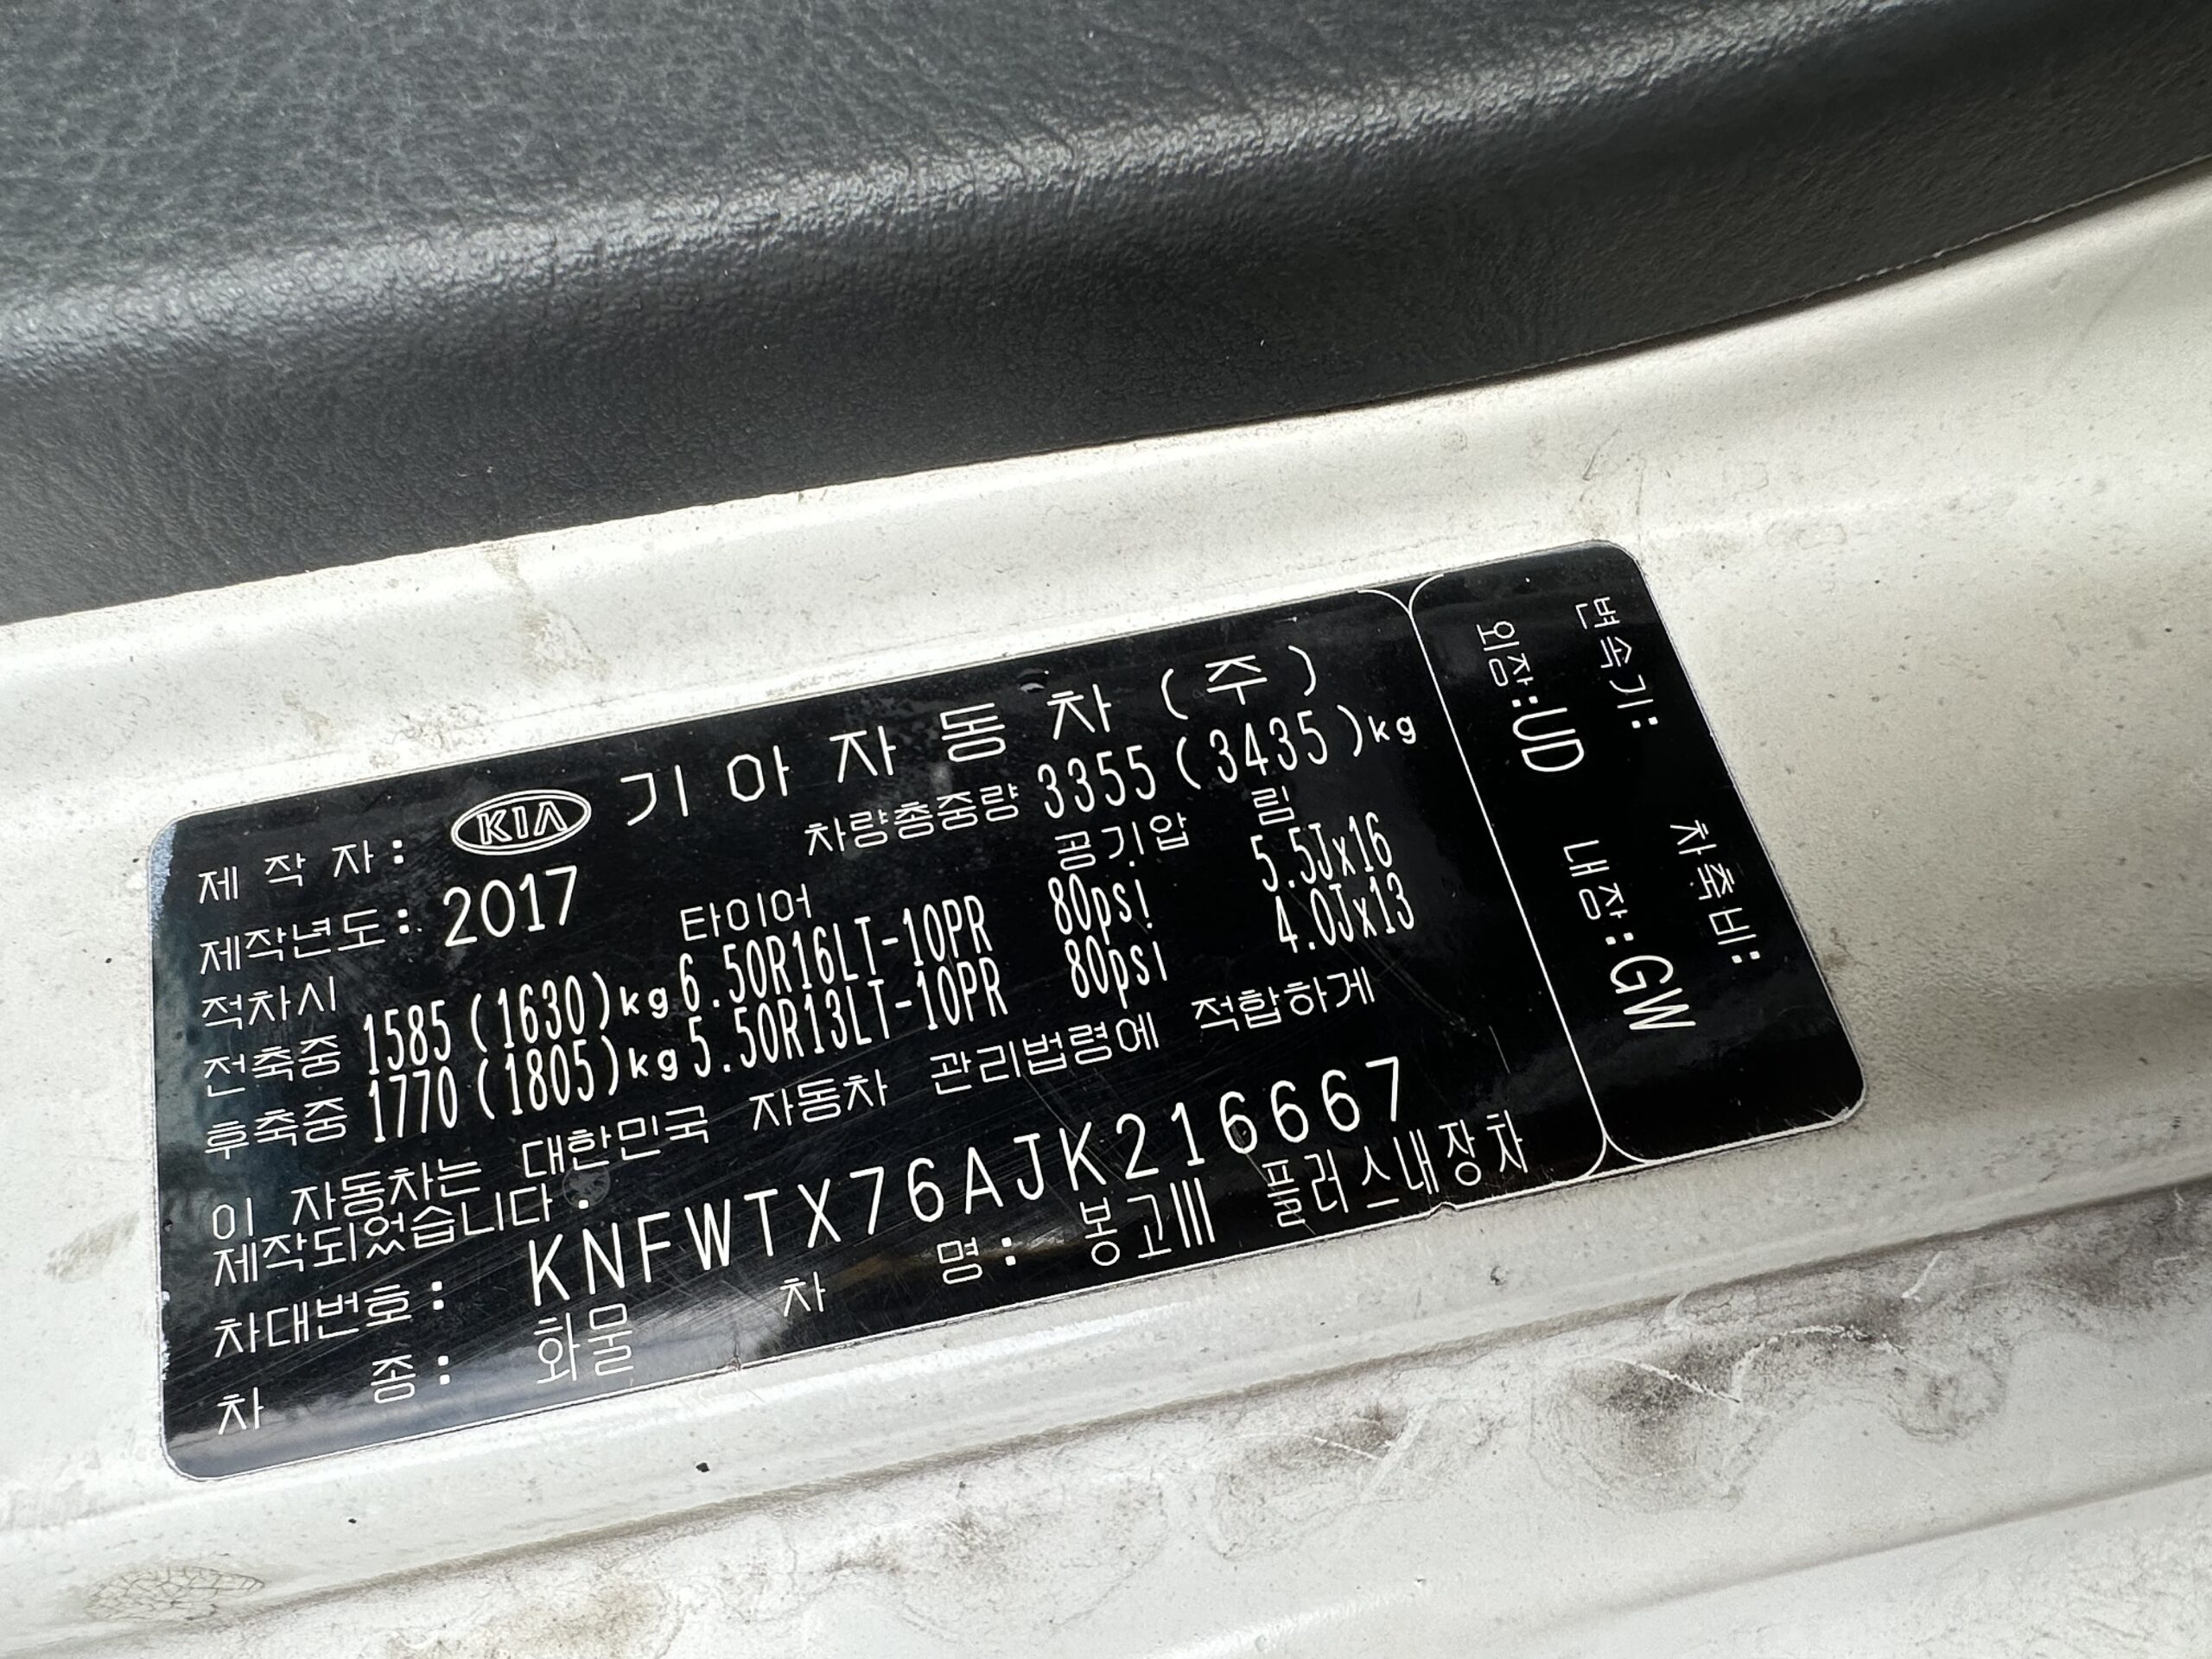 제 작 자 : KIA 기 아 자 동 차 (주)
제작년도 : 2017 차량총중량 3355 (3435)kg
적차시 타이어 공기압 림
전축중 1585 (1630)kg 6.50R16LT-10PR 80psi 5.5Jx16
후축중 1770 (1805)kg 5.50R13LT-10PR 80psi 4.0Jx13
이 자동차는 대한민국 자동차 관리법령에 적합하게
제작되었습니다.
차대번호 : KNFWTX76AJK216667
차 종 : 화물 차 명 : 봉고III 플러스내장차
변속기: 차축비:
외장:UD 내장:GW